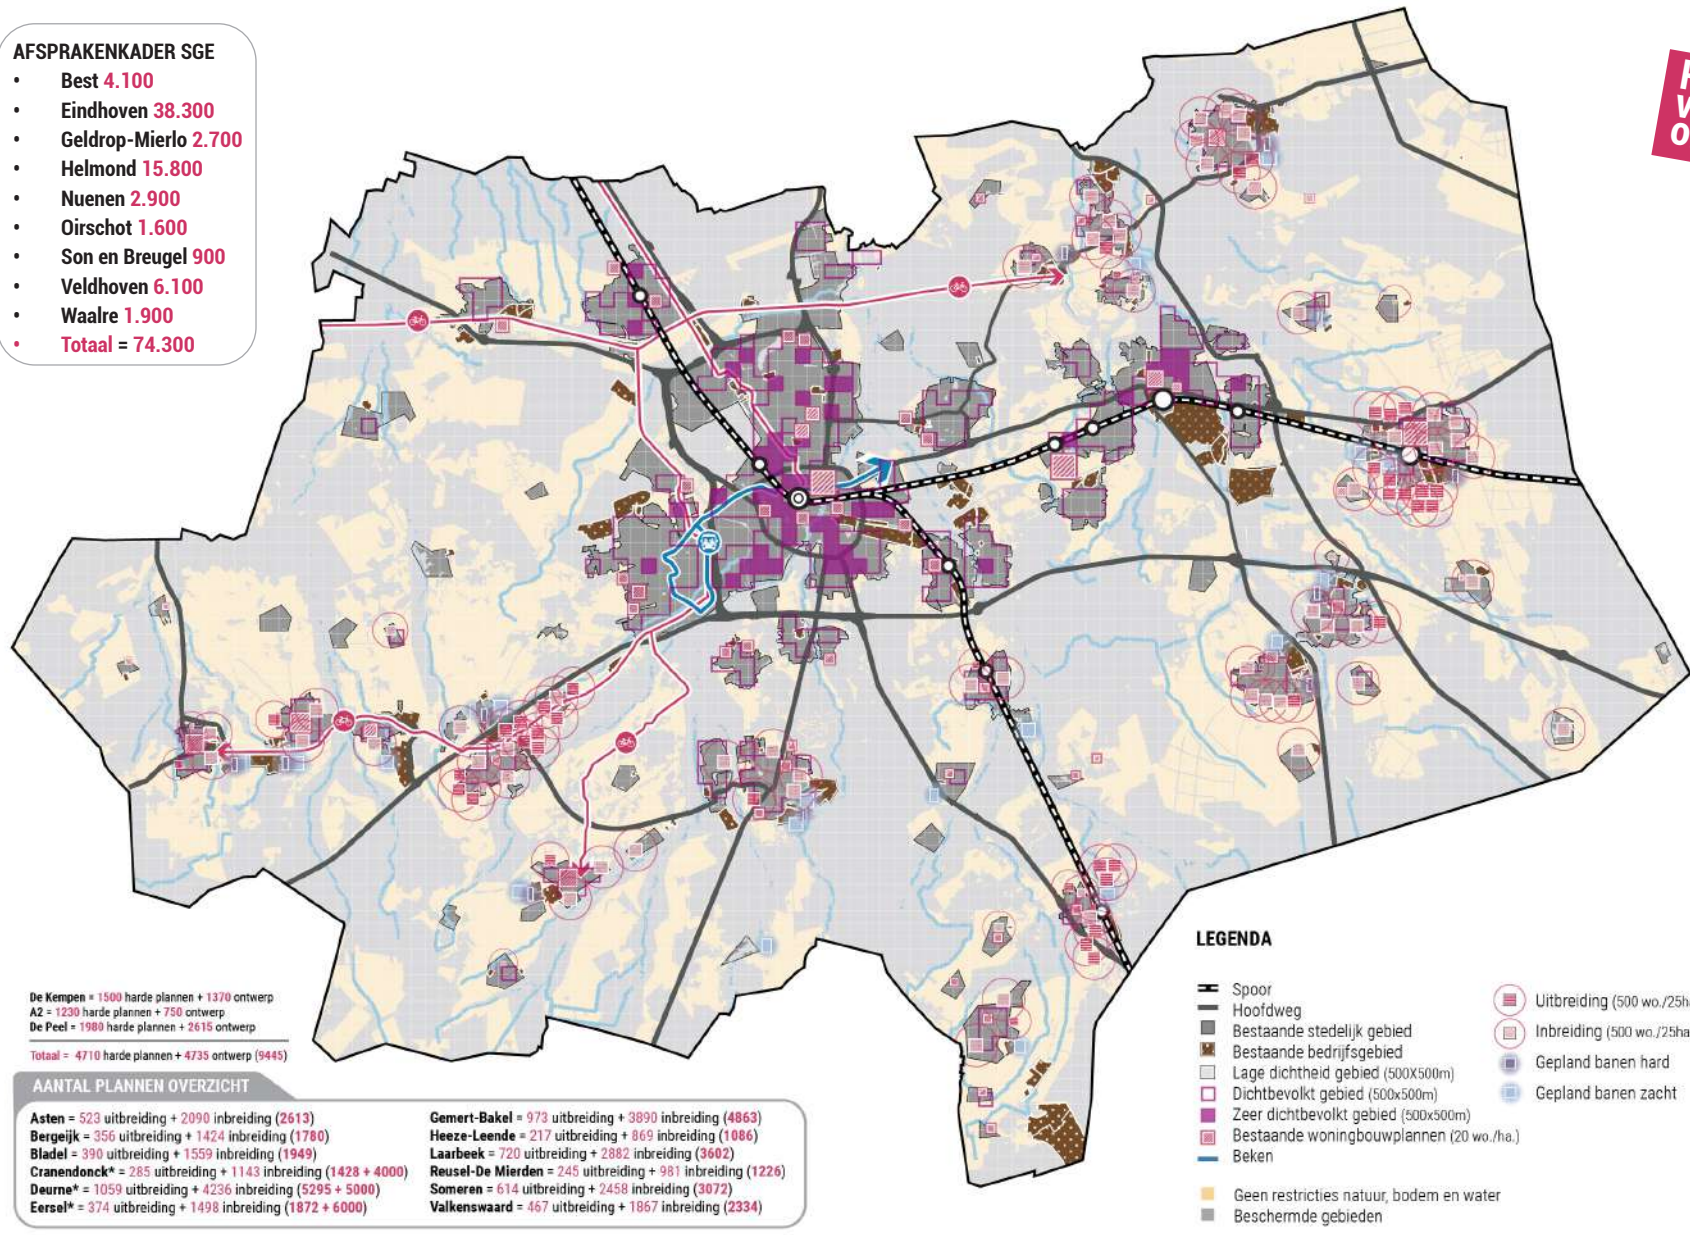 AFSPRAKENKADER SGE
• Best 4.100
• Eindhoven 38.300
• Geldrop-Mierlo 2.700
• Helmond 15.800
• Nuenen 2.900
• Oirschot 1.600
• Son en Breugel 900
• Veldhoven 6.100
• Waalre 1.900
• Totaal = 74.300
De Kempen = 1500 harde plannen + 1370 ontwerp
A2 = 1230 harde plannen + 750 ontwerp
De Peel = 1980 harde plannen + 2615 ontwerp
Totaal = 4710 harde plannen + 4735 ontwerp (9445)
AANTAL PLANNEN OVERZICHT
Asten = 523 uitbreiding + 2090 inbreiding (2613)
Bergeijk = 356 uitbreiding + 1424 inbreiding (1780)
Bladel = 390 uitbreiding + 1559 inbreiding (1949)
Cranendonck* = 285 uitbreiding + 1143 inbreiding (1428 + 4000)
Deurne* = 1059 uitbreiding + 4236 inbreiding (5295 + 5000)
Eersel* = 374 uitbreiding + 1498 inbreiding (1872 + 6000)
Gemert-Bakel = 973 uitbreiding + 3890 inbreiding (4863)
Heeze-Leende = 217 uitbreiding + 869 inbreiding (1086)
Laarbeek = 720 uitbreiding + 2882 inbreiding (3602)
Reusel-De Mierden = 245 uitbreiding + 981 inbreiding (1226)
Someren = 614 uitbreiding + 2458 inbreiding (3072)
Valkenswaard = 467 uitbreiding + 1867 inbreiding (2334)
LEGENDA
Spoor
Hoofdweg
Bestaande stedelijk gebied
Bestaande bedrijfsgebied
Lage dichtheid gebied (500X500m)
Dichtbevolkt gebied (500x500m)
Zeer dichtbevolkt gebied (500x500m)
Bestaande woningbouwplannen (20 wo./ha.)
Beken
Geen restricties natuur, bodem en water
Beschermde gebieden
Uitbreiding (500 wo./25h
Inbreiding (500 wo./25ha
Gepland banen hard
Gepland banen zacht